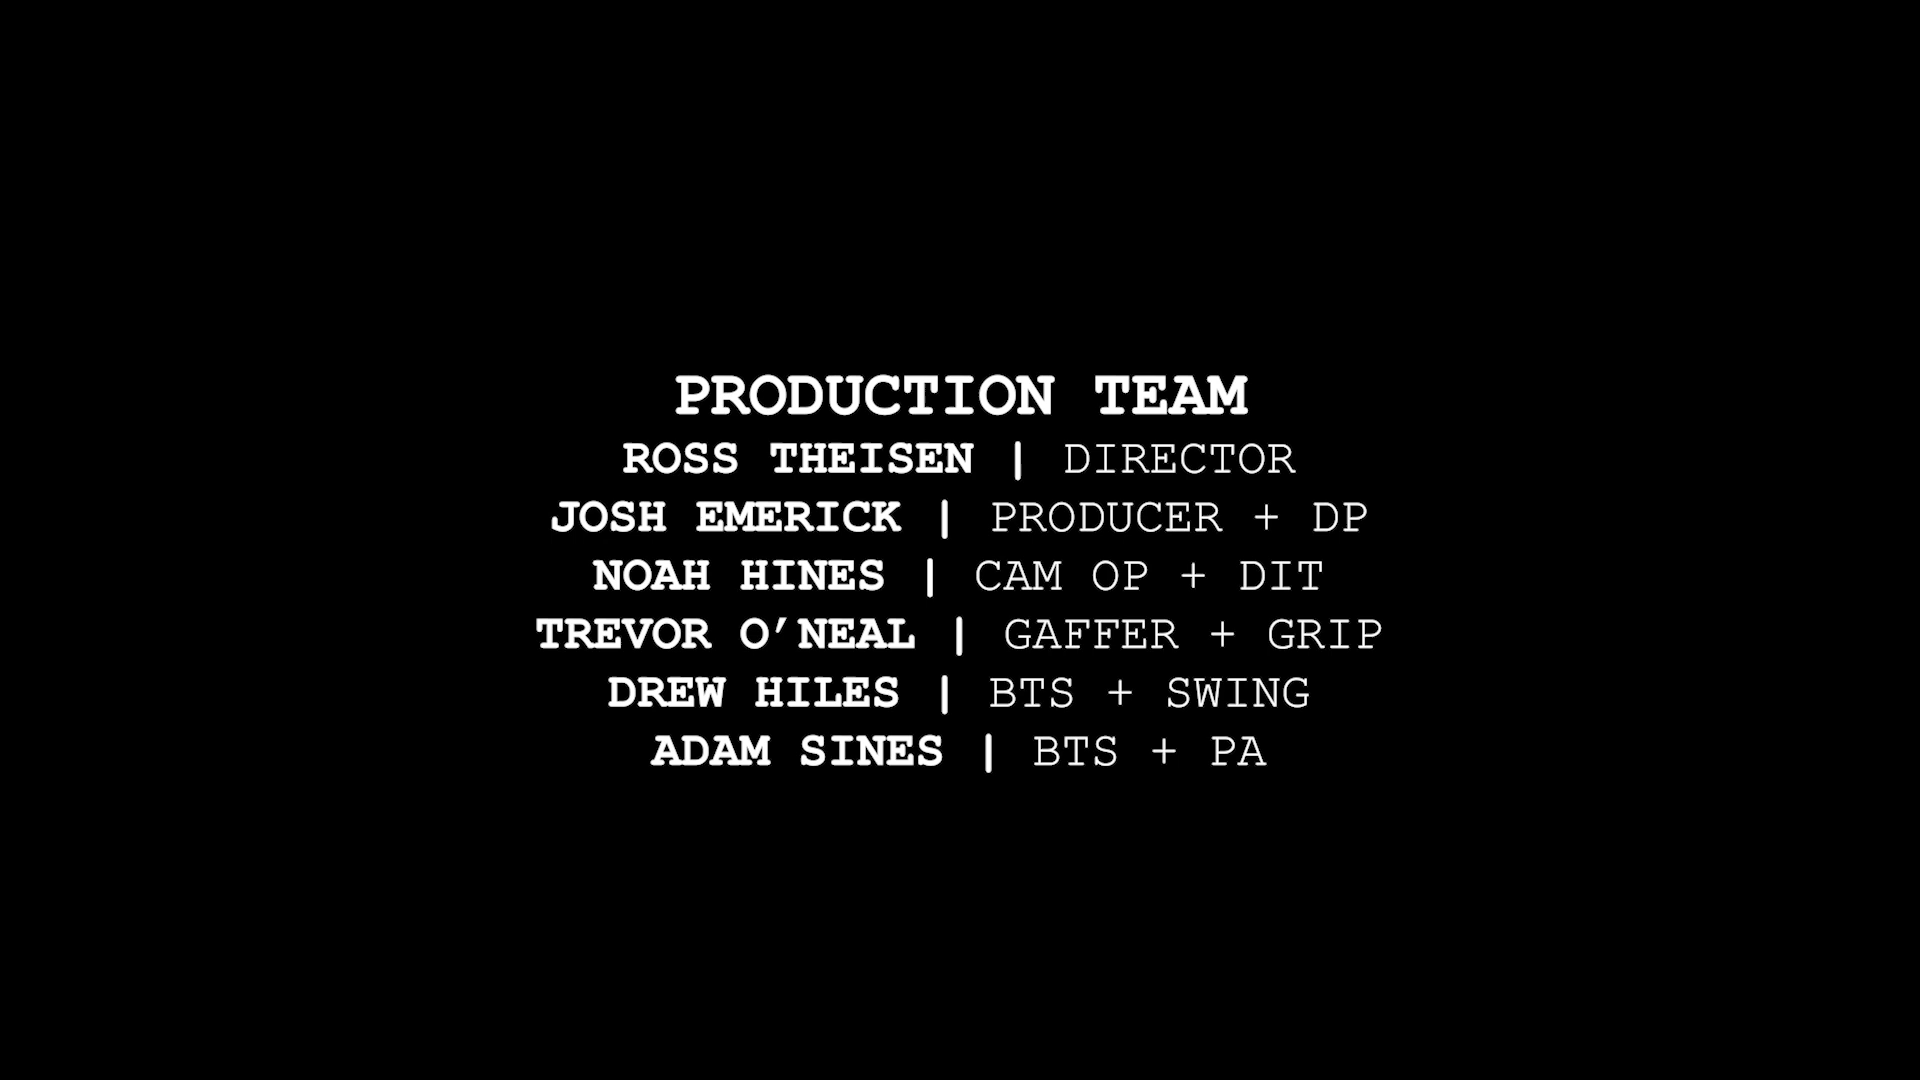 PRODUCTION TEAM
ROSS THEISEN | DIRECTOR
JOSH EMERICK | PRODUCER + DP
NOAH HINES | CAM OP + DIT
TREVOR O’NEAL | GAFFER + GRIP
DREW HILES | BTS + SWING
ADAM SINES | BTS + PA